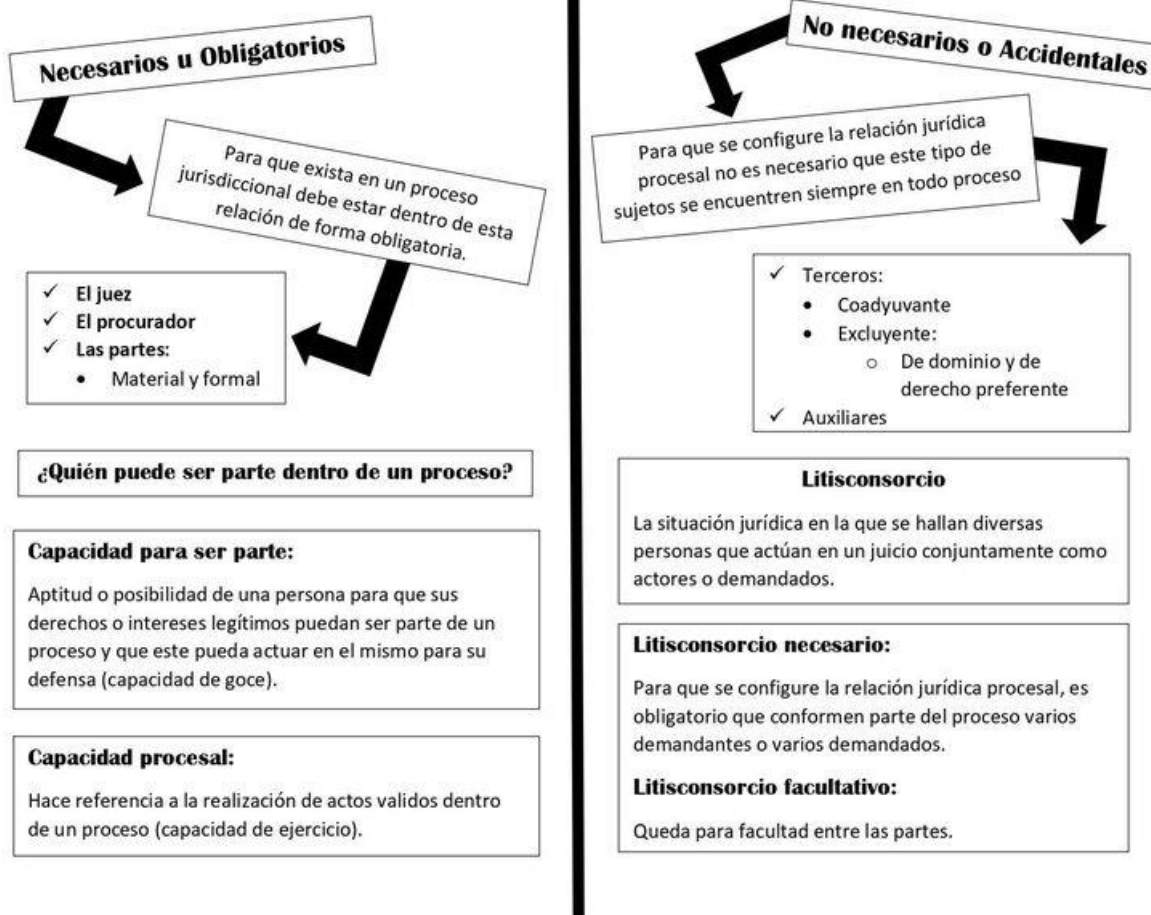 Necesarios u Obligatorios
Para que exista en un proceso
jurisdiccional debe estar dentro de esta
relación de forma obligatoria.
✓ El juez
✓ El procurador
✓ Las partes:
• Material y formal
¿Quién puede ser parte dentro de un proceso?
Capacidad para ser parte:
Aptitud o posibilidad de una persona para que sus
derechos o intereses legítimos puedan ser parte de un
proceso y que este pueda actuar en el mismo para su
defensa (capacidad de goce).
Capacidad procesal:
Hace referencia a la realización de actos validos dentro
de un proceso (capacidad de ejercicio).
No necesarios o Accidentales
Para que se configure la relación jurídica
procesal no es necesario que este tipo de
sujetos se encuentren siempre en todo proceso
✓ Terceros:
• Coadyuvante
• Excluyente:
o De dominio y de
derecho preferente
✓ Auxiliares
Litisconsorcio
La situación jurídica en la que se hallan diversas
personas que actúan en un juicio conjuntamente como
actores o demandados.
Litisconsorcio necesario:
Para que se configure la relación jurídica procesal, es
obligatorio que conformen parte del proceso varios
demandantes o varios demandados.
Litisconsorcio facultativo:
Queda para facultad entre las partes.